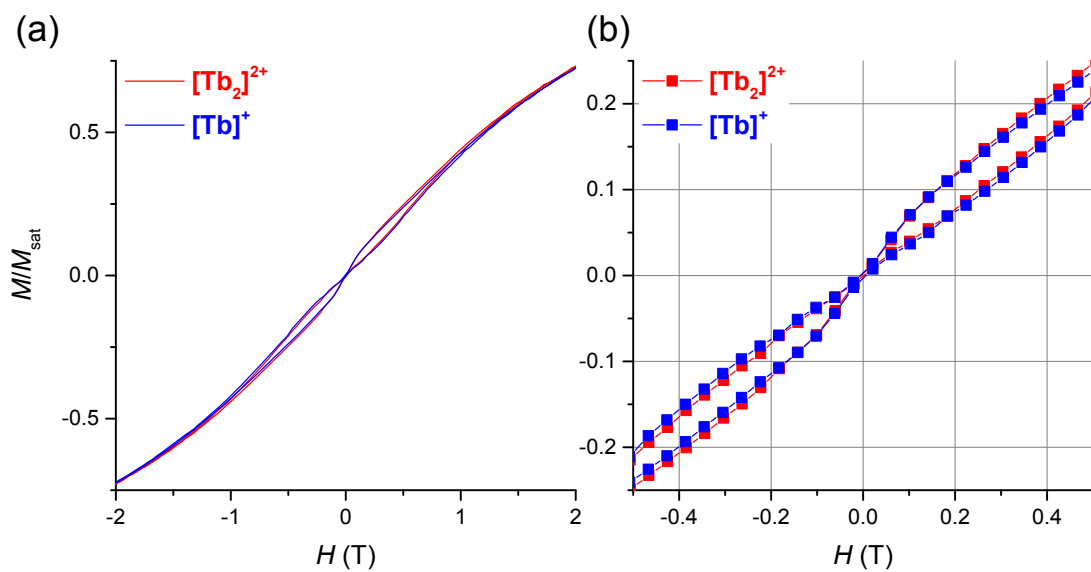 (a)
[Tb₂]²⁺
[Tb]⁺
M/Msat
0.5
0.0
-0.5
-2
-1
0
1
2
H (T)
(b)
[Tb₂]²⁺
[Tb]⁺
0.2
0.1
0.0
-0.1
-0.2
-0.4
-0.2
0.0
0.2
0.4
H (T)